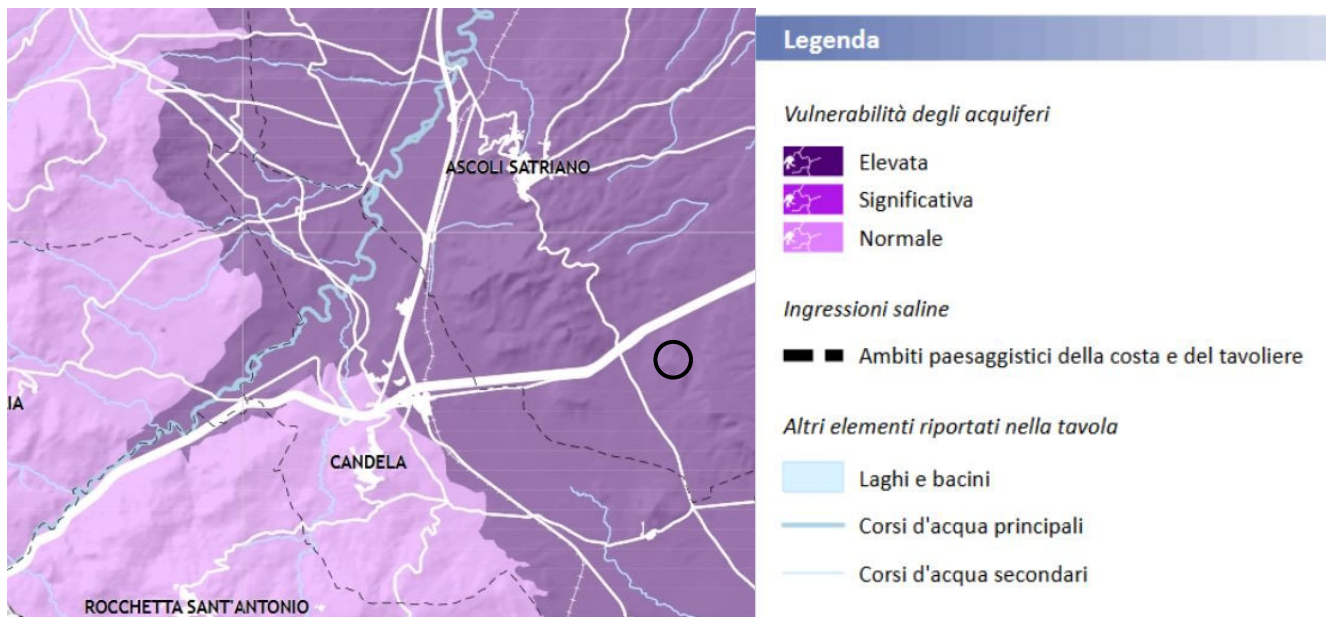 ASCOLI SATRIANO
IA
CANDELA
ROCCHETTA SANT'ANTONIO
Legenda
Vulnerabilità degli acquiferi
Elevata
Significativa
Normale
Ingressioni saline
Ambiti paesaggistici della costa e del tavoliere
Altri elementi riportati nella tavola
Laghi e bacini
Corsi d'acqua principali
Corsi d'acqua secondari